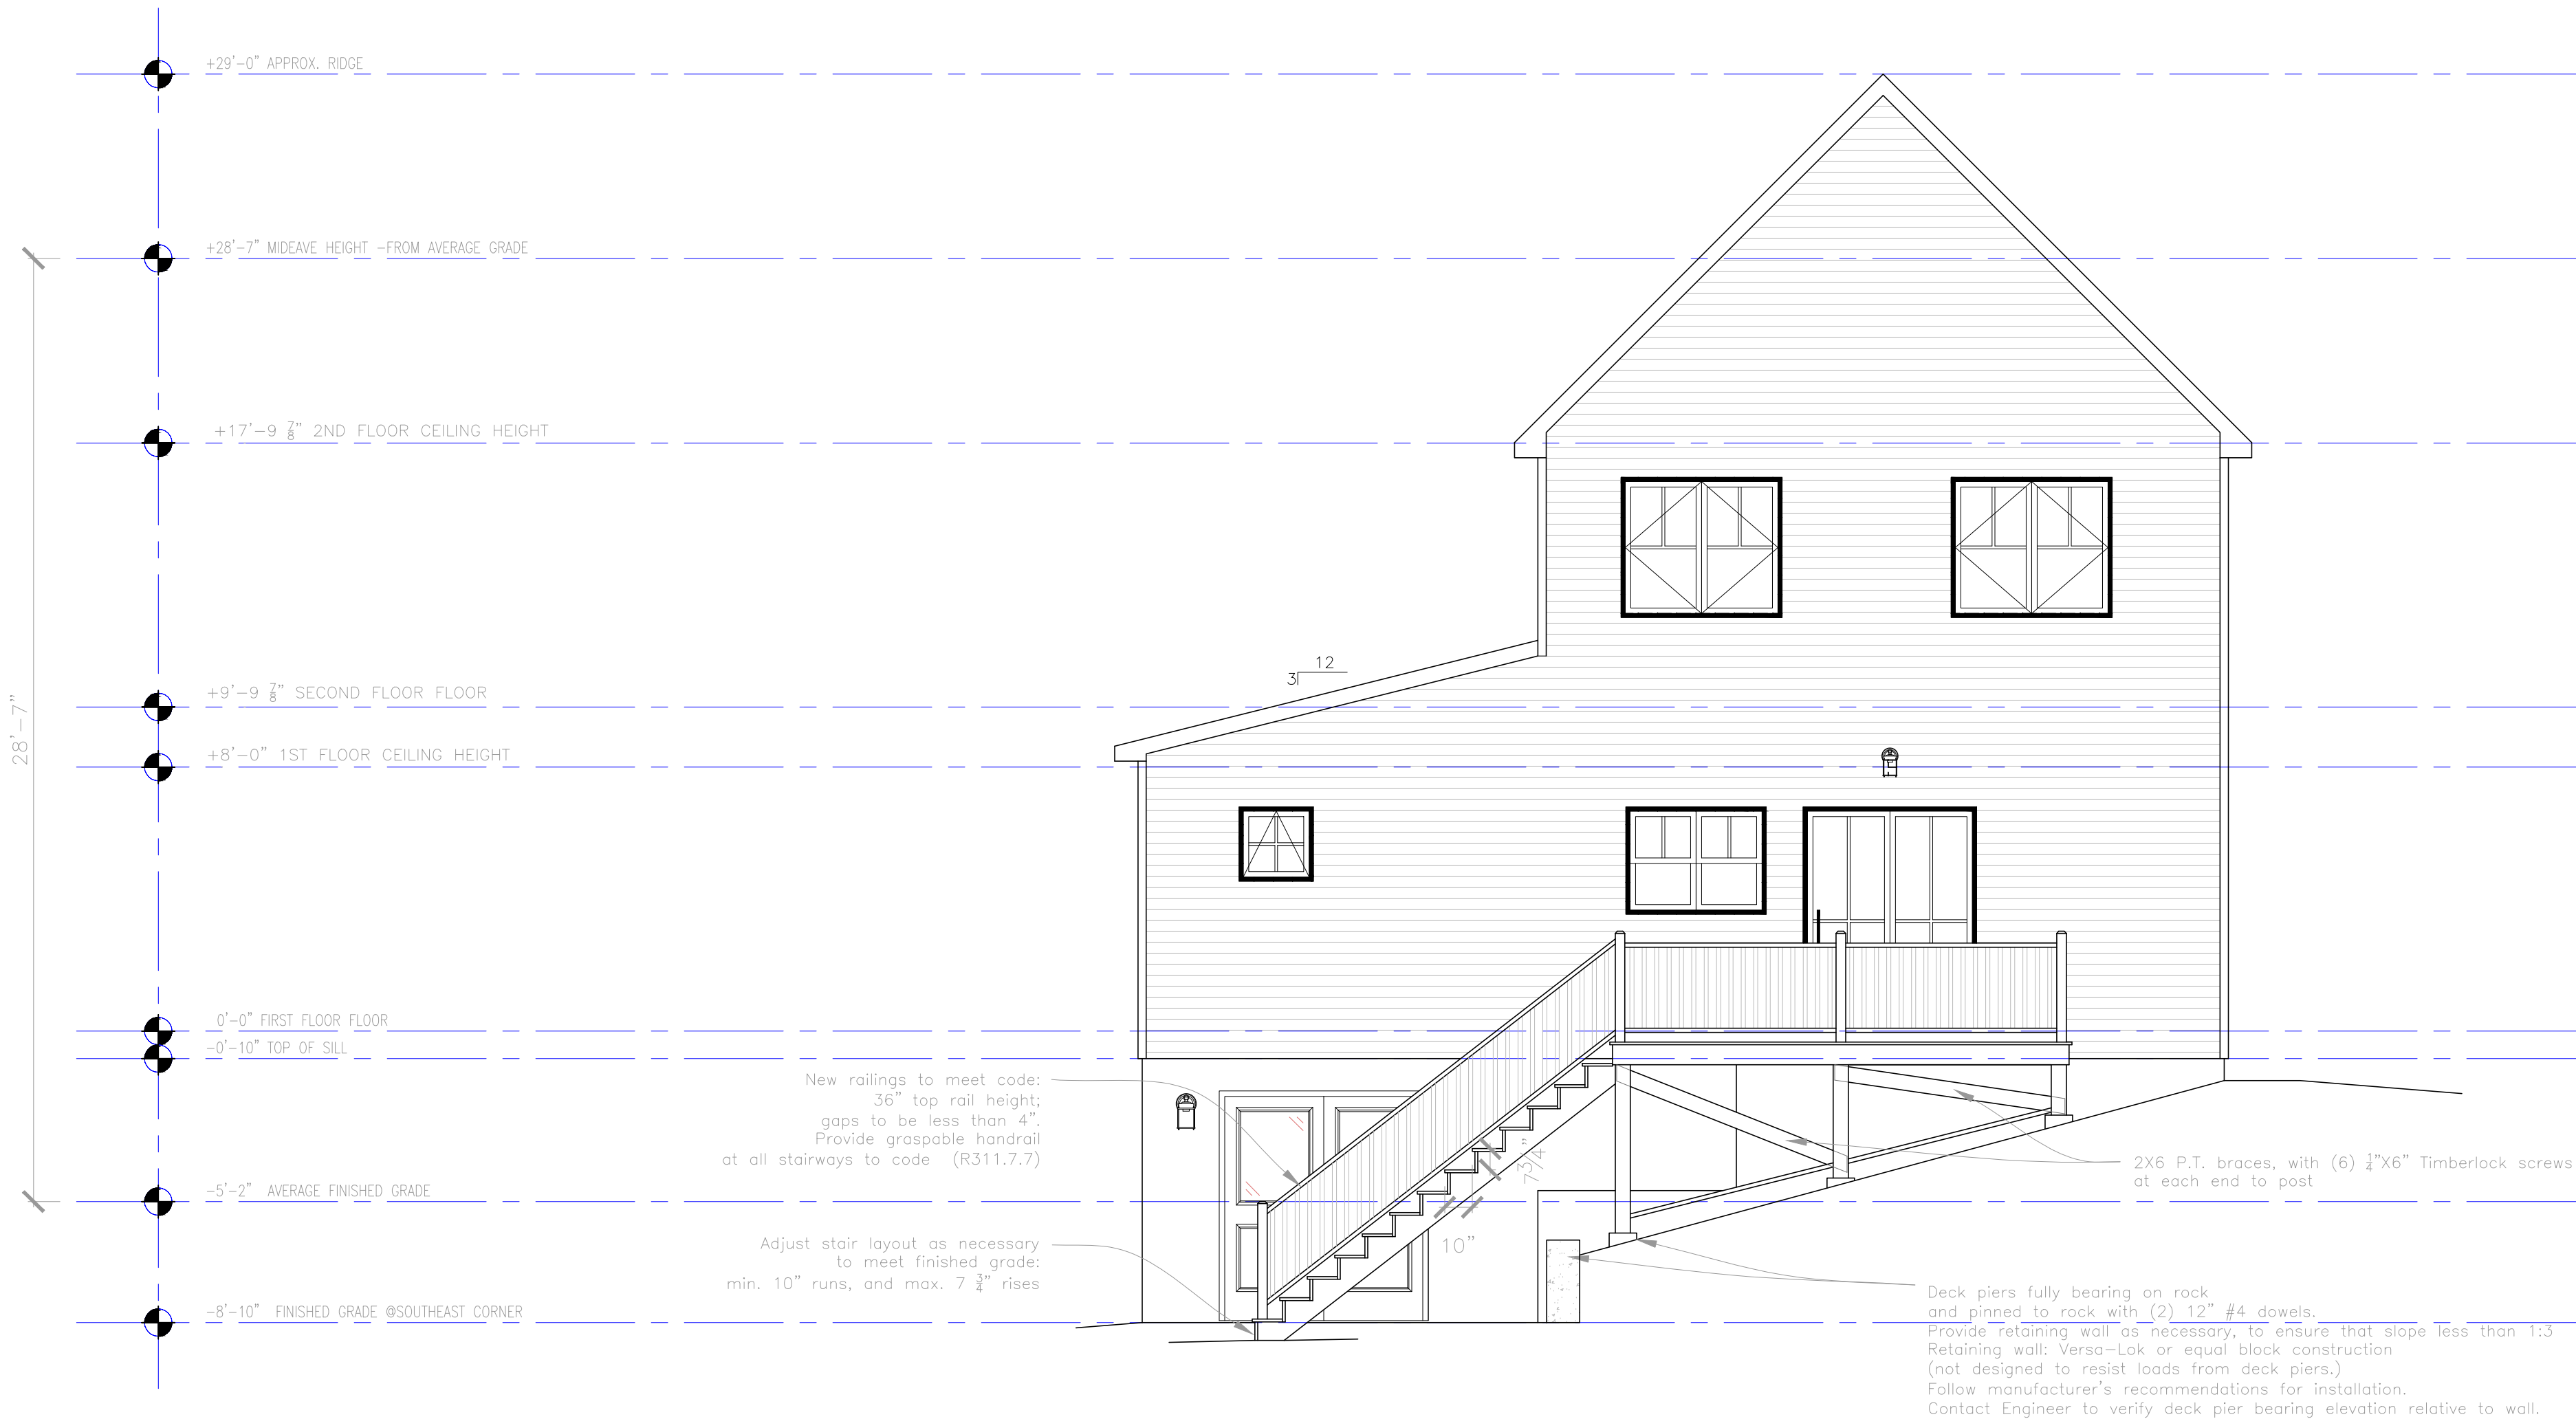 +29'-0" APPROX. RIDGE
+28'-7" MIDEAVE HEIGHT -FROM AVERAGE GRADE
+17'-9 7/8" 2ND FLOOR CEILING HEIGHT
12
3
+9'-9 7/8" SECOND FLOOR FLOOR
28'-7"
+8'-0" 1ST FLOOR CEILING HEIGHT
0'-0" FIRST FLOOR FLOOR
-0'-10" TOP OF SILL
New railings to meet code:
36" top rail height;
gaps to be less than 4".
Provide graspable handrail
at all stairways to code (R311.7.7)
7 3/4"
2X6 P.T. braces, with (6) 1/4"X6" Timberlock screws
at each end to post
-5'-2" AVERAGE FINISHED GRADE
10"
Adjust stair layout as necessary
to meet finished grade:
min. 10" runs, and max. 7 3/4" rises
-8'-10" FINISHED GRADE @SOUTHEAST CORNER
Deck piers fully bearing on rock
and pinned to rock with (2) 12" #4 dowels.
Provide retaining wall as necessary, to ensure that slope less than 1:3
Retaining wall: Versa-Lok or equal block construction
(not designed to resist loads from deck piers.)
Follow manufacturer's recommendations for installation.
Contact Engineer to verify deck pier bearing elevation relative to wall.